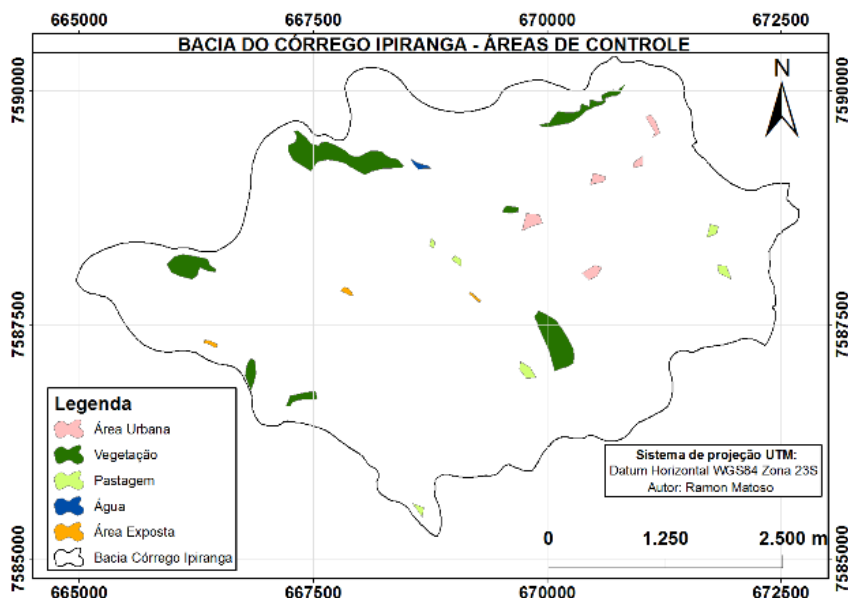 665000 667500 670000 672500
BACIA DO CÓRREGO IPIRANGA - ÁREAS DE CONTROLE
N
7590000 7590000
7587500 7587500
7585000 7585000
Legenda
Área Urbana
Vegetação
Pastagem
Água
Área Exposta
Bacia Córrego Ipiranga
Sistema de projeção UTM:
Datum Horizontal WGS84 Zona 23S
Autor: Ramon Matoso
0 1.250 2.500 m
665000 667500 670000 672500